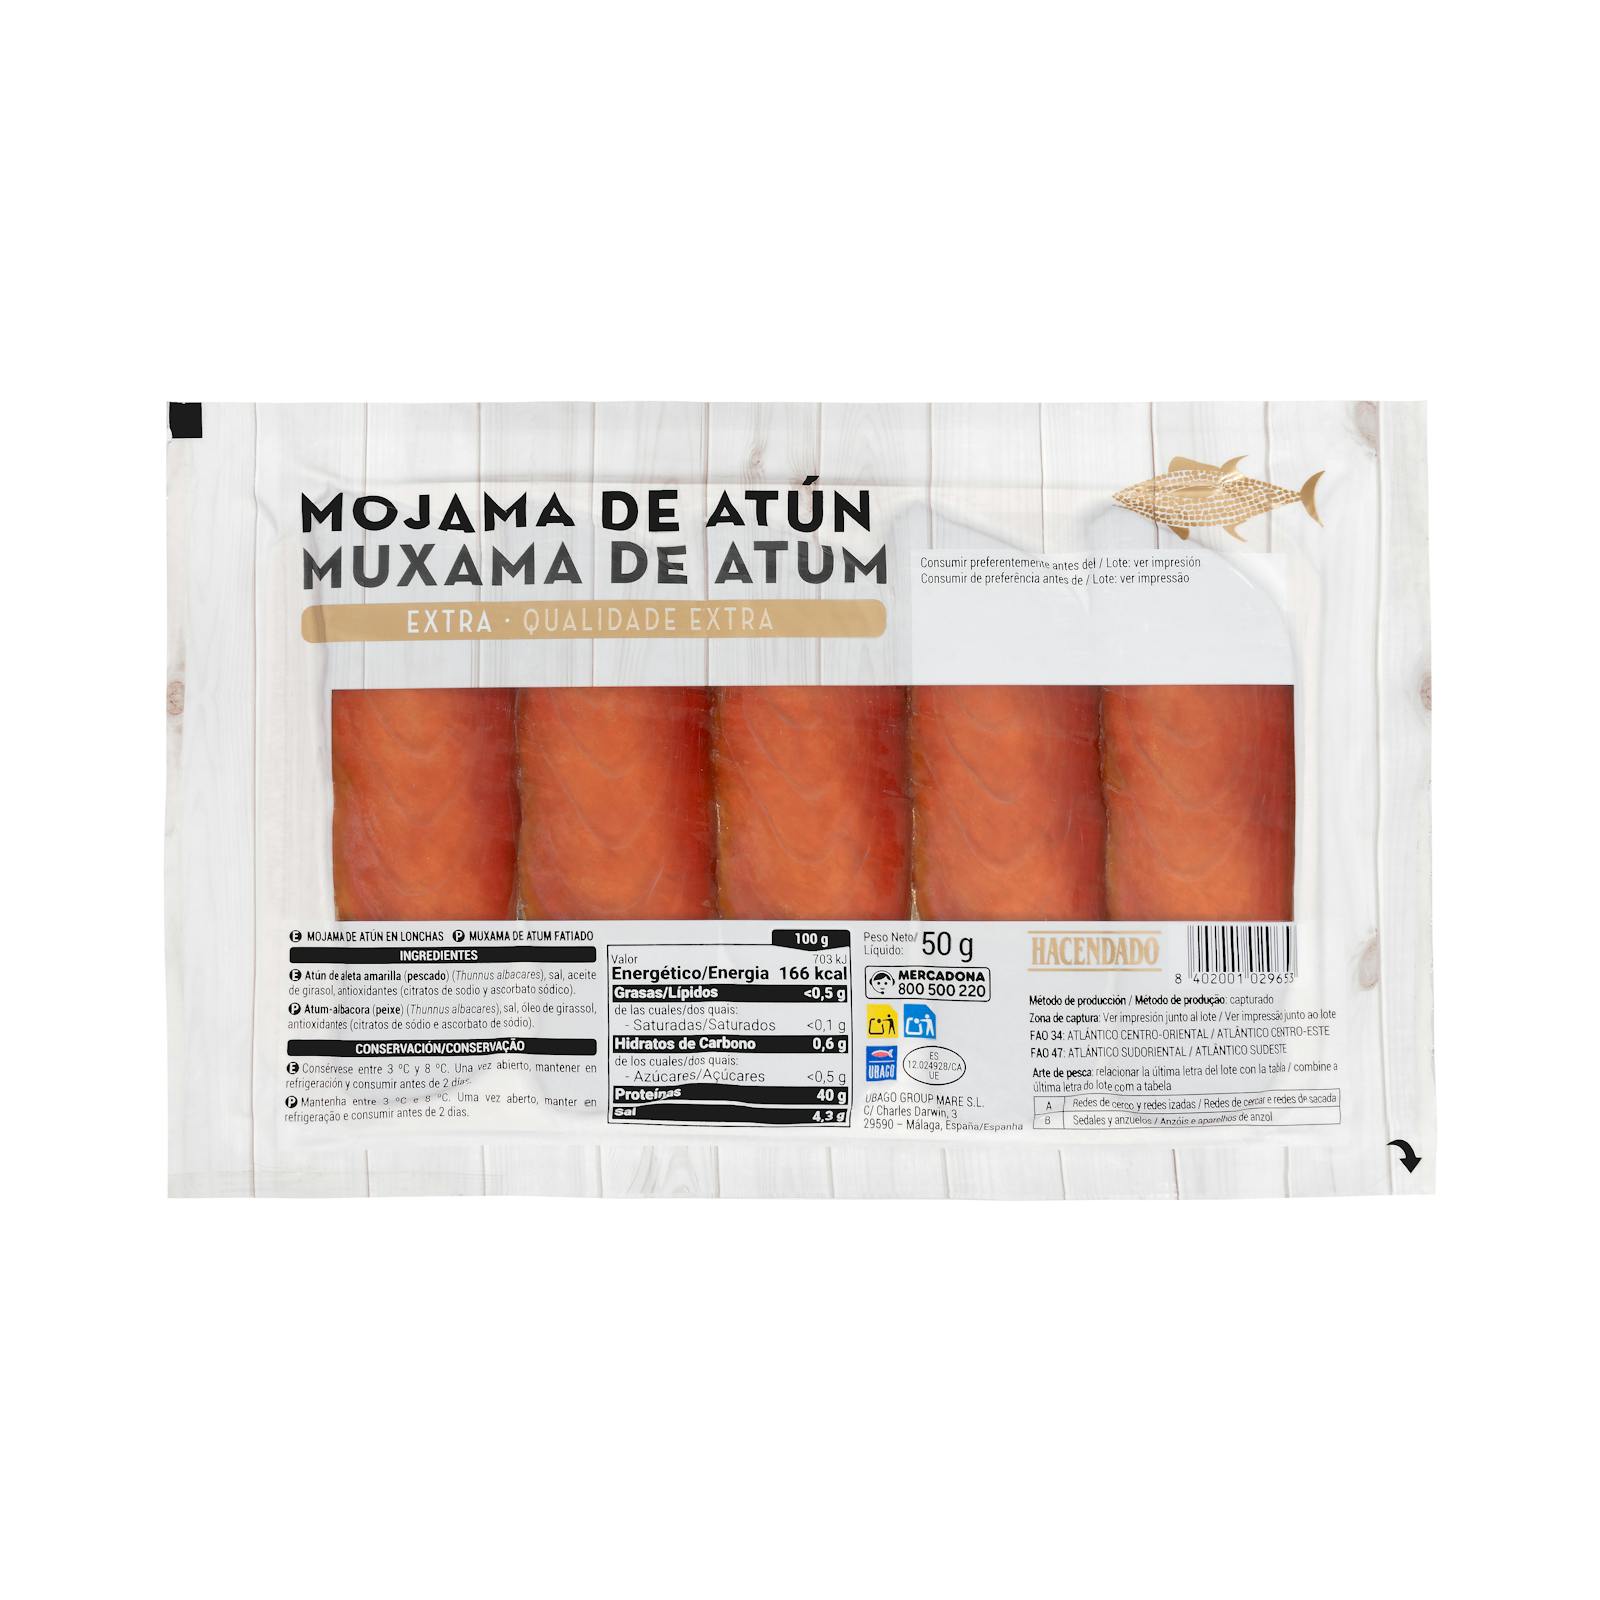 MOJAMA DE ATÚN
MUXAMA DE ATUM
EXTRA · QUALIDADE EXTRA
Consumir preferentemente antes del / Lote: ver impresión
Consumir de preferência antes de / Lote: ver impressão
E MOJAMA DE ATÚN EN LONCHAS P MUXAMA DE ATUM FATIADO
INGREDIENTES
E Atún de aleta amarilla (pescado) (Thunnus albacares), sal, aceite
de girasol, antioxidantes (citratos de sodio y ascorbato sódico).
P Atum-albacora (peixe) (Thunnus albacares), sal, óleo de girassol,
antioxidantes (citratos de sódio e ascorbato de sódio).
CONSERVACIÓN/CONSERVAÇÃO
E Consérvese entre 3 ºC y 8 ºC. Una vez abierto, mantener en
refrigeración y consumir antes de 2 días.
P Mantenha entre 3 ºC e 8 ºC. Uma vez aberto, manter en
refrigeração e consumir antes de 2 dias.
100 g
Valor 703 kJ
Energético/Energia 166 kcal
Grasas/Lípidos <0,5 g
de las cuales/dos quais:
- Saturadas/Saturados <0,1 g
Hidratos de Carbono 0,6 g
de los cuales/dos quais:
- Azúcares/Açúcares <0,5 g
Proteínas 40 g
Sal 4,3 g
Peso Neto/
Líquido: 50 g
MERCADONA
800 500 220
UBAGO
ES
12.024928/CA
UE
UBAGO GROUP MARE S.L.
C/ Charles Darwin, 3
29590 – Málaga, España/Espanha
HACENDADO
8 402001 029653
Método de producción / Método de produção: capturado
Zona de captura: Ver impresión junto al lote / Ver impressão junto ao lote
FAO 34: ATLÁNTICO CENTRO-ORIENTAL / ATLÂNTICO CENTRO-ESTE
FAO 47: ATLÁNTICO SUDORIENTAL / ATLÂNTICO SUDESTE
Arte de pesca: relacionar la última letra del lote con la tabla / combine a
última letra do lote com a tabela
A Redes de cerco y redes izadas / Redes de cercar e redes de sacada
B Sedales y anzuelos / Anzóis e aparelhos de anzol